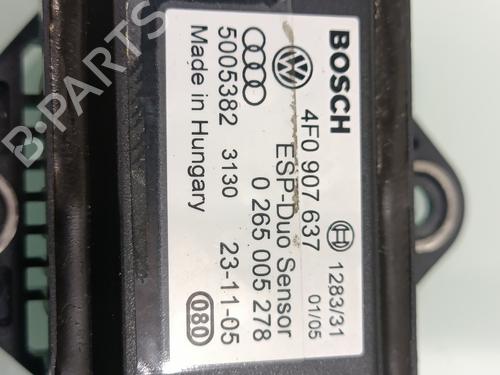 BOSCH
4F0 907 637
1283/31
01/05
ESP-Duo Sensor
0 265 005 278
5005382 3130 23-11-05
Made in Hungary
080